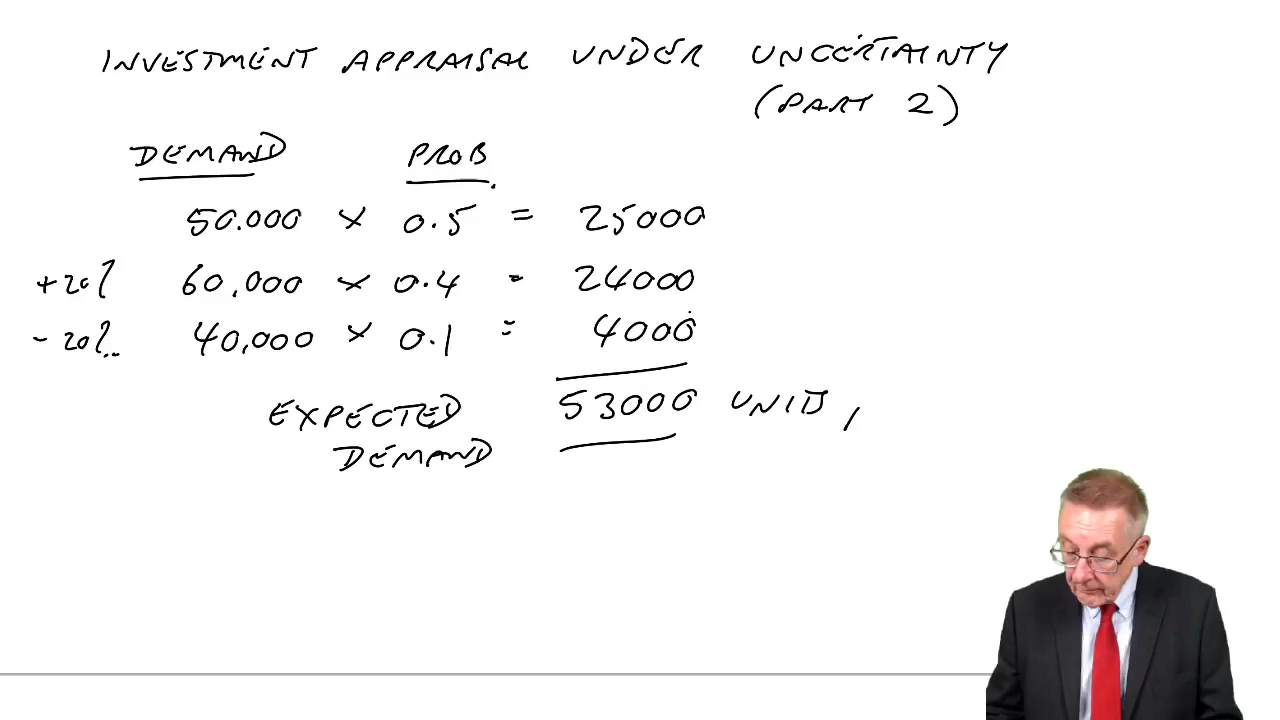 INVESTMENT APPRAISAL UNDER UNCERTAINTY
(PART 2)
DEMAND PROB.
50.000 × 0.5 = 25000
+20% 60,000 × 0.4 - 24000
-20%.. 40,000 × 0.1 = 4000
EXPECTED 53000 UNITS,
DEMAND